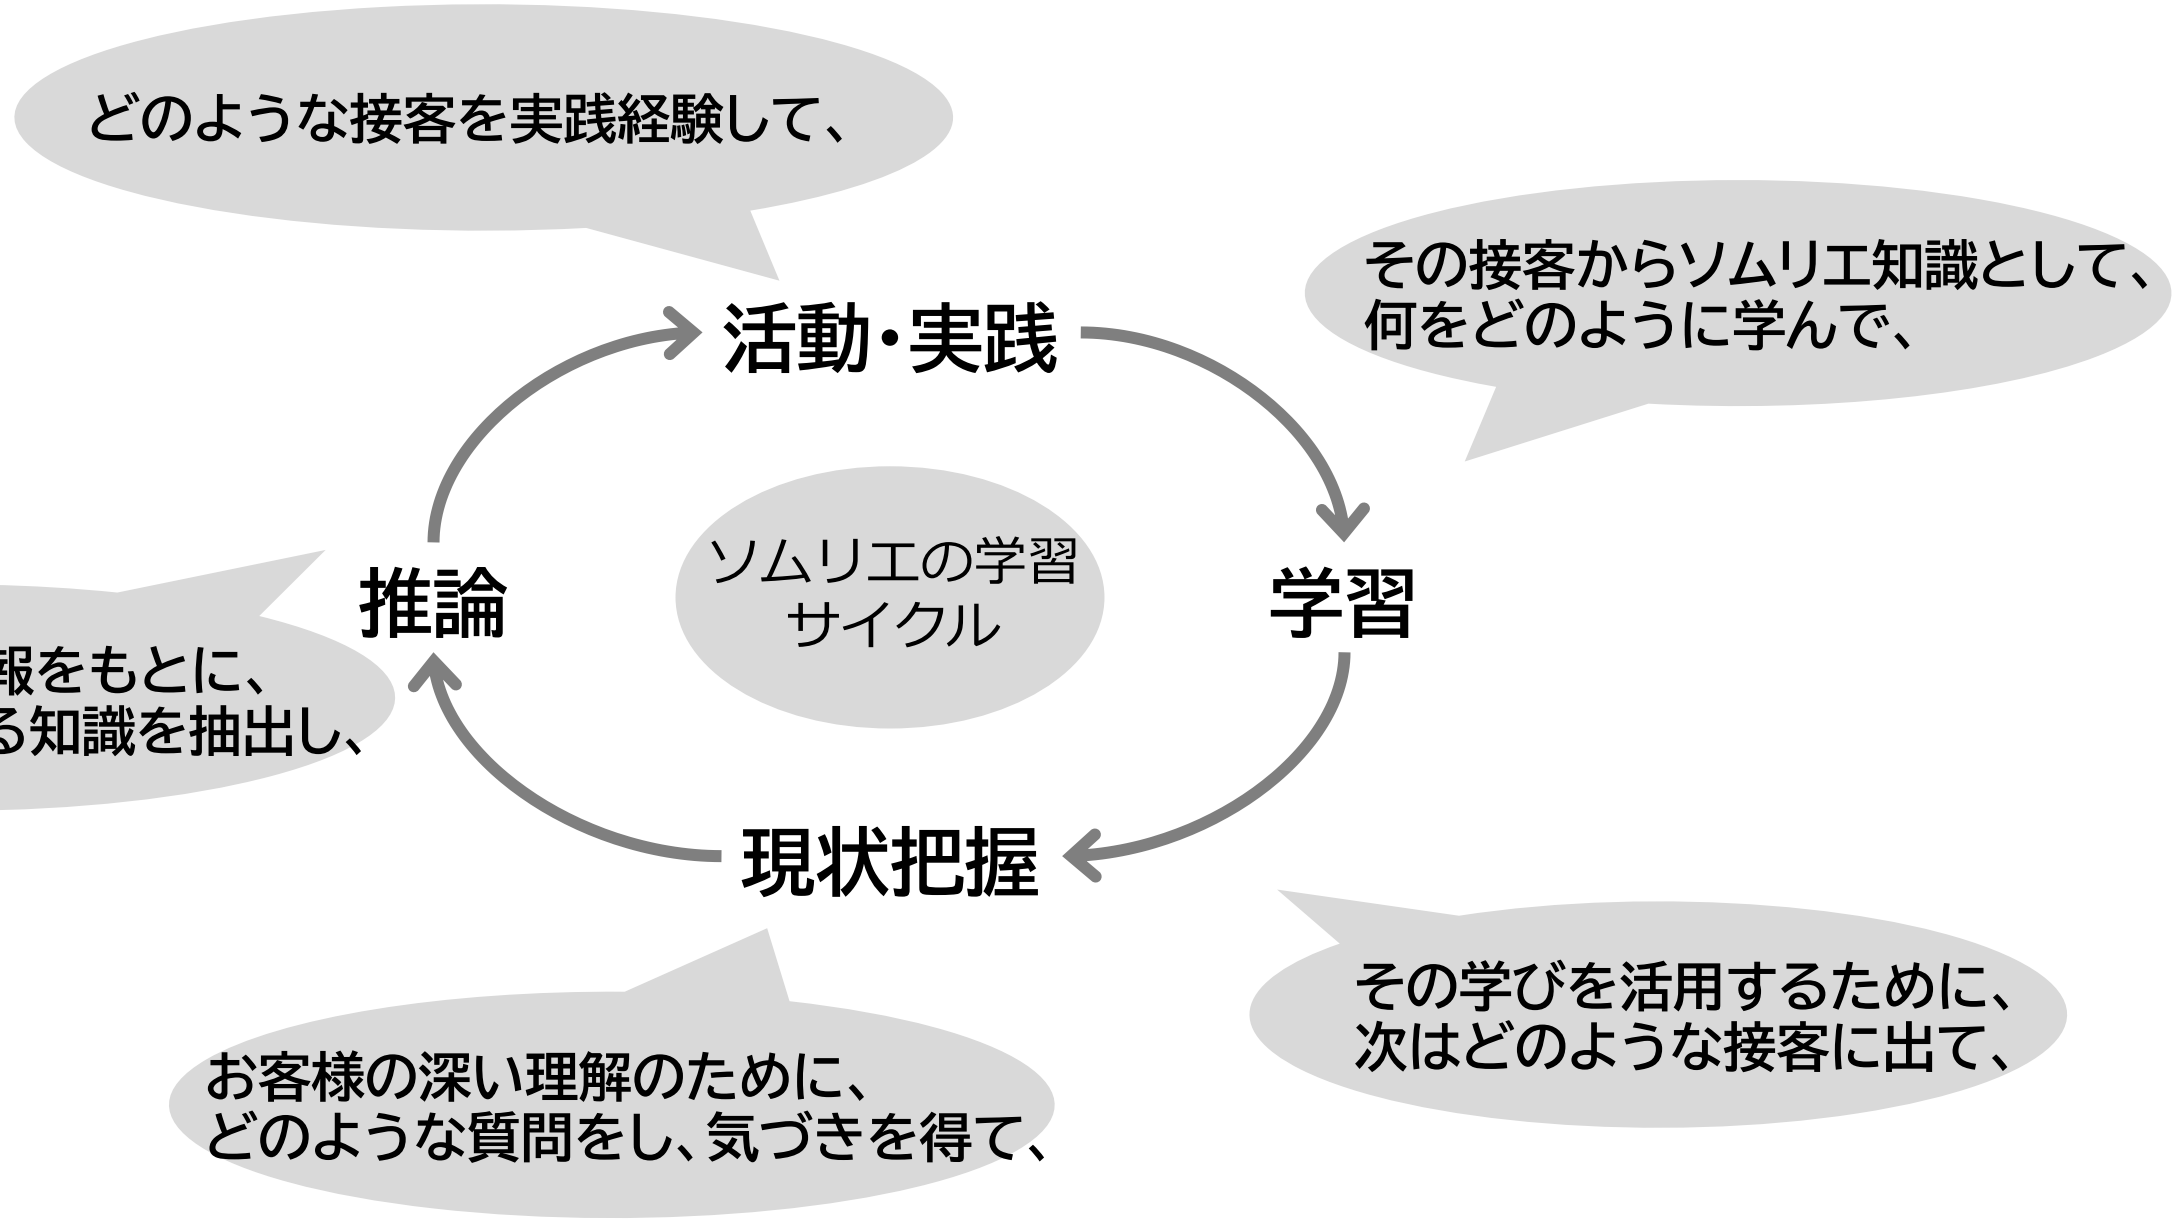 どのような接客を実践経験して、
その接客からソムリエ知識として、
何をどのように学んで、
活動・実践
ソムリエの学習
サイクル
推論
学習
報をもとに、
る知識を抽出し、
現状把握
その学びを活用するために、
次はどのような接客に出て、
お客様の深い理解のために、
どのような質問をし、気づきを得て、